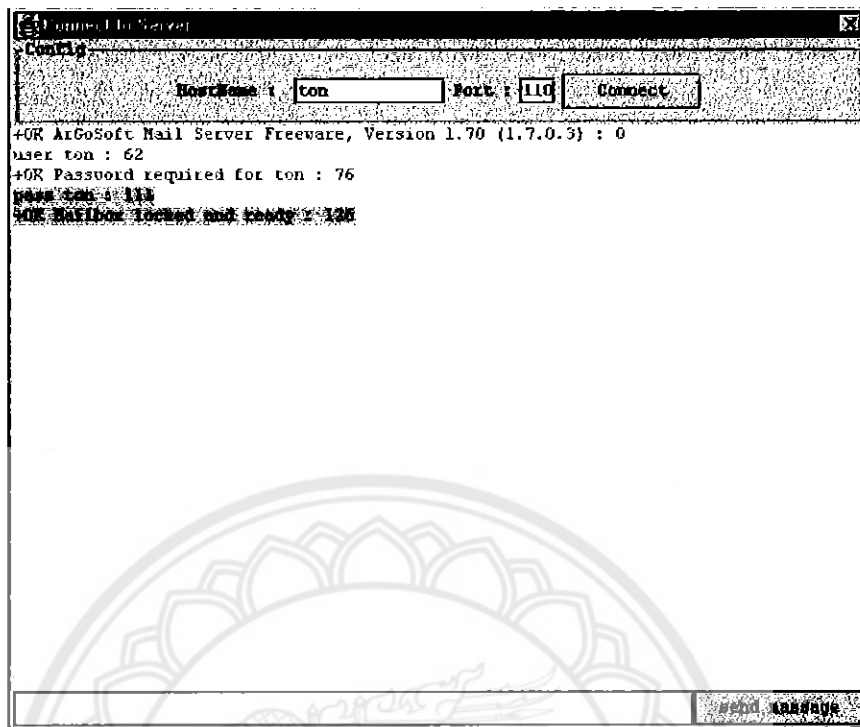 Connect to Server
Config
HostName : ton Port : 110 Connect
+OK ArGoSoft Mail Server Freeware, Version 1.70 (1.7.0.3) : 0
user ton : 62
+OK Password required for ton : 76
pass ton : 111
+OK Mailbox locked and ready : 126
send message